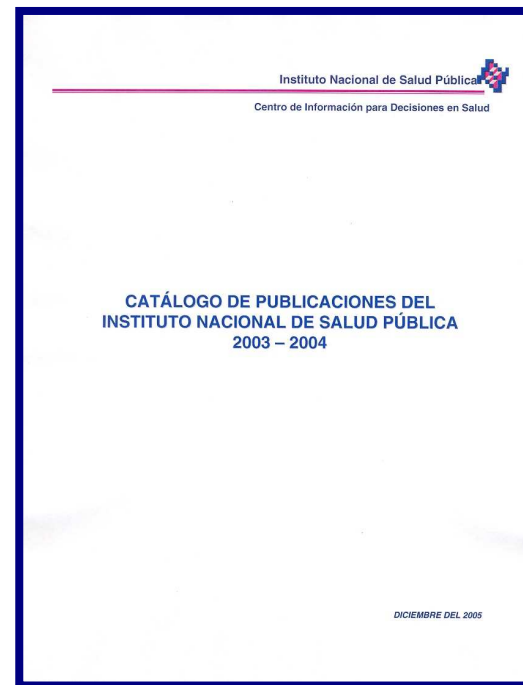 Instituto Nacional de Salud Pública
Centro de Información para Decisiones en Salud
CATÁLOGO DE PUBLICACIONES DEL
INSTITUTO NACIONAL DE SALUD PÚBLICA
2003 – 2004
DICIEMBRE DEL 2005